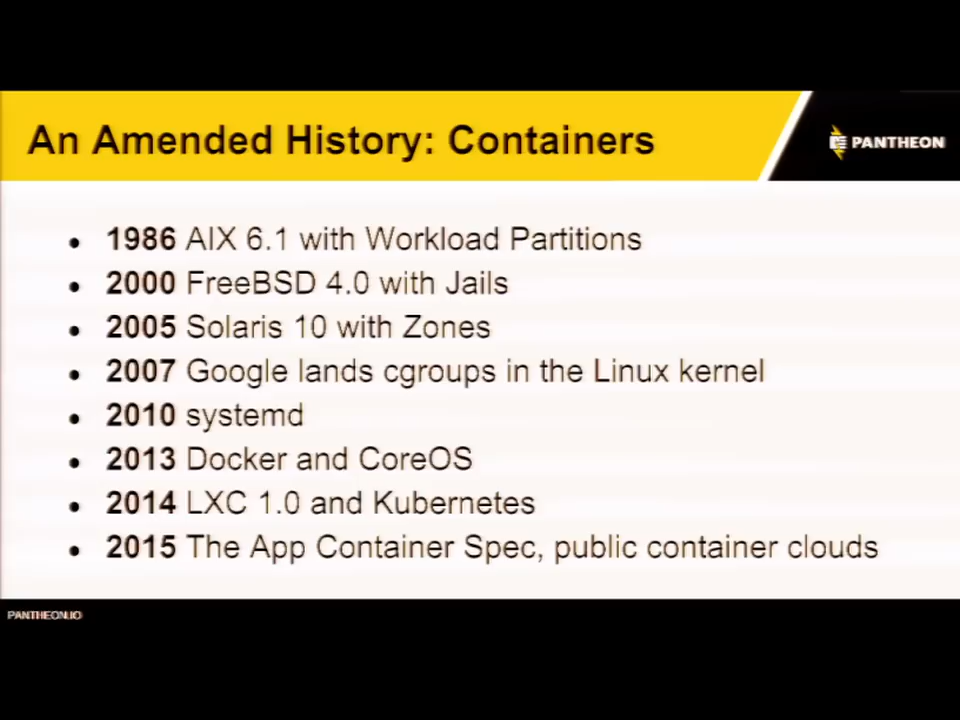 An Amended History: Containers
PANTHEON
• 1986 AIX 6.1 with Workload Partitions
• 2000 FreeBSD 4.0 with Jails
• 2005 Solaris 10 with Zones
• 2007 Google lands cgroups in the Linux kernel
• 2010 systemd
• 2013 Docker and CoreOS
• 2014 LXC 1.0 and Kubernetes
• 2015 The App Container Spec, public container clouds
PANTHEON.IO